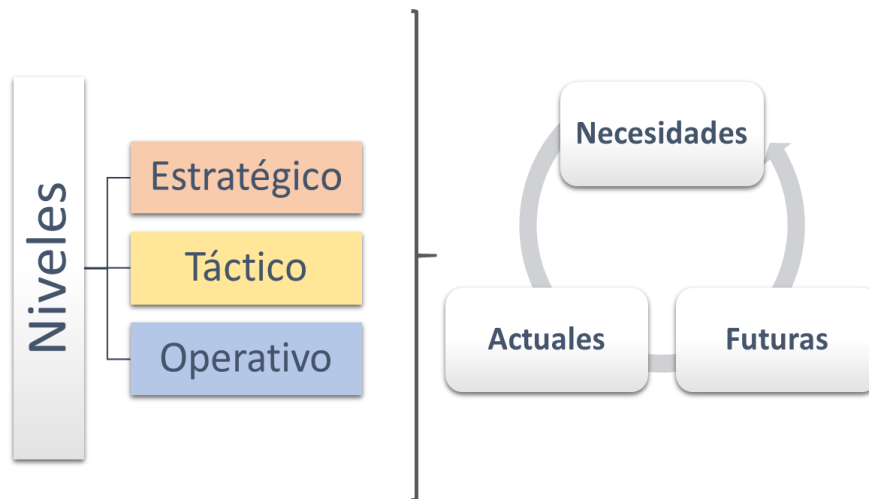 Niveles
Estratégico
Táctico
Operativo
Necesidades
Actuales
Futuras